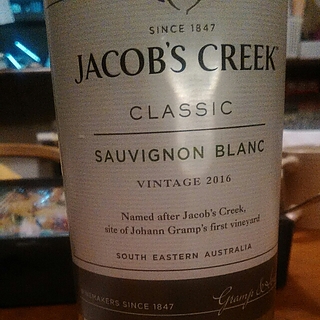 SINCE 1847
JACOB'S CREEK
CLASSIC
SAUVIGNON BLANC
VINTAGE 2016
Named after Jacob's Creek,
site of Johann Gramp's first vineyard
SOUTH EASTERN AUSTRALIA
WINEMAKERS SINCE 1847
Gramp &